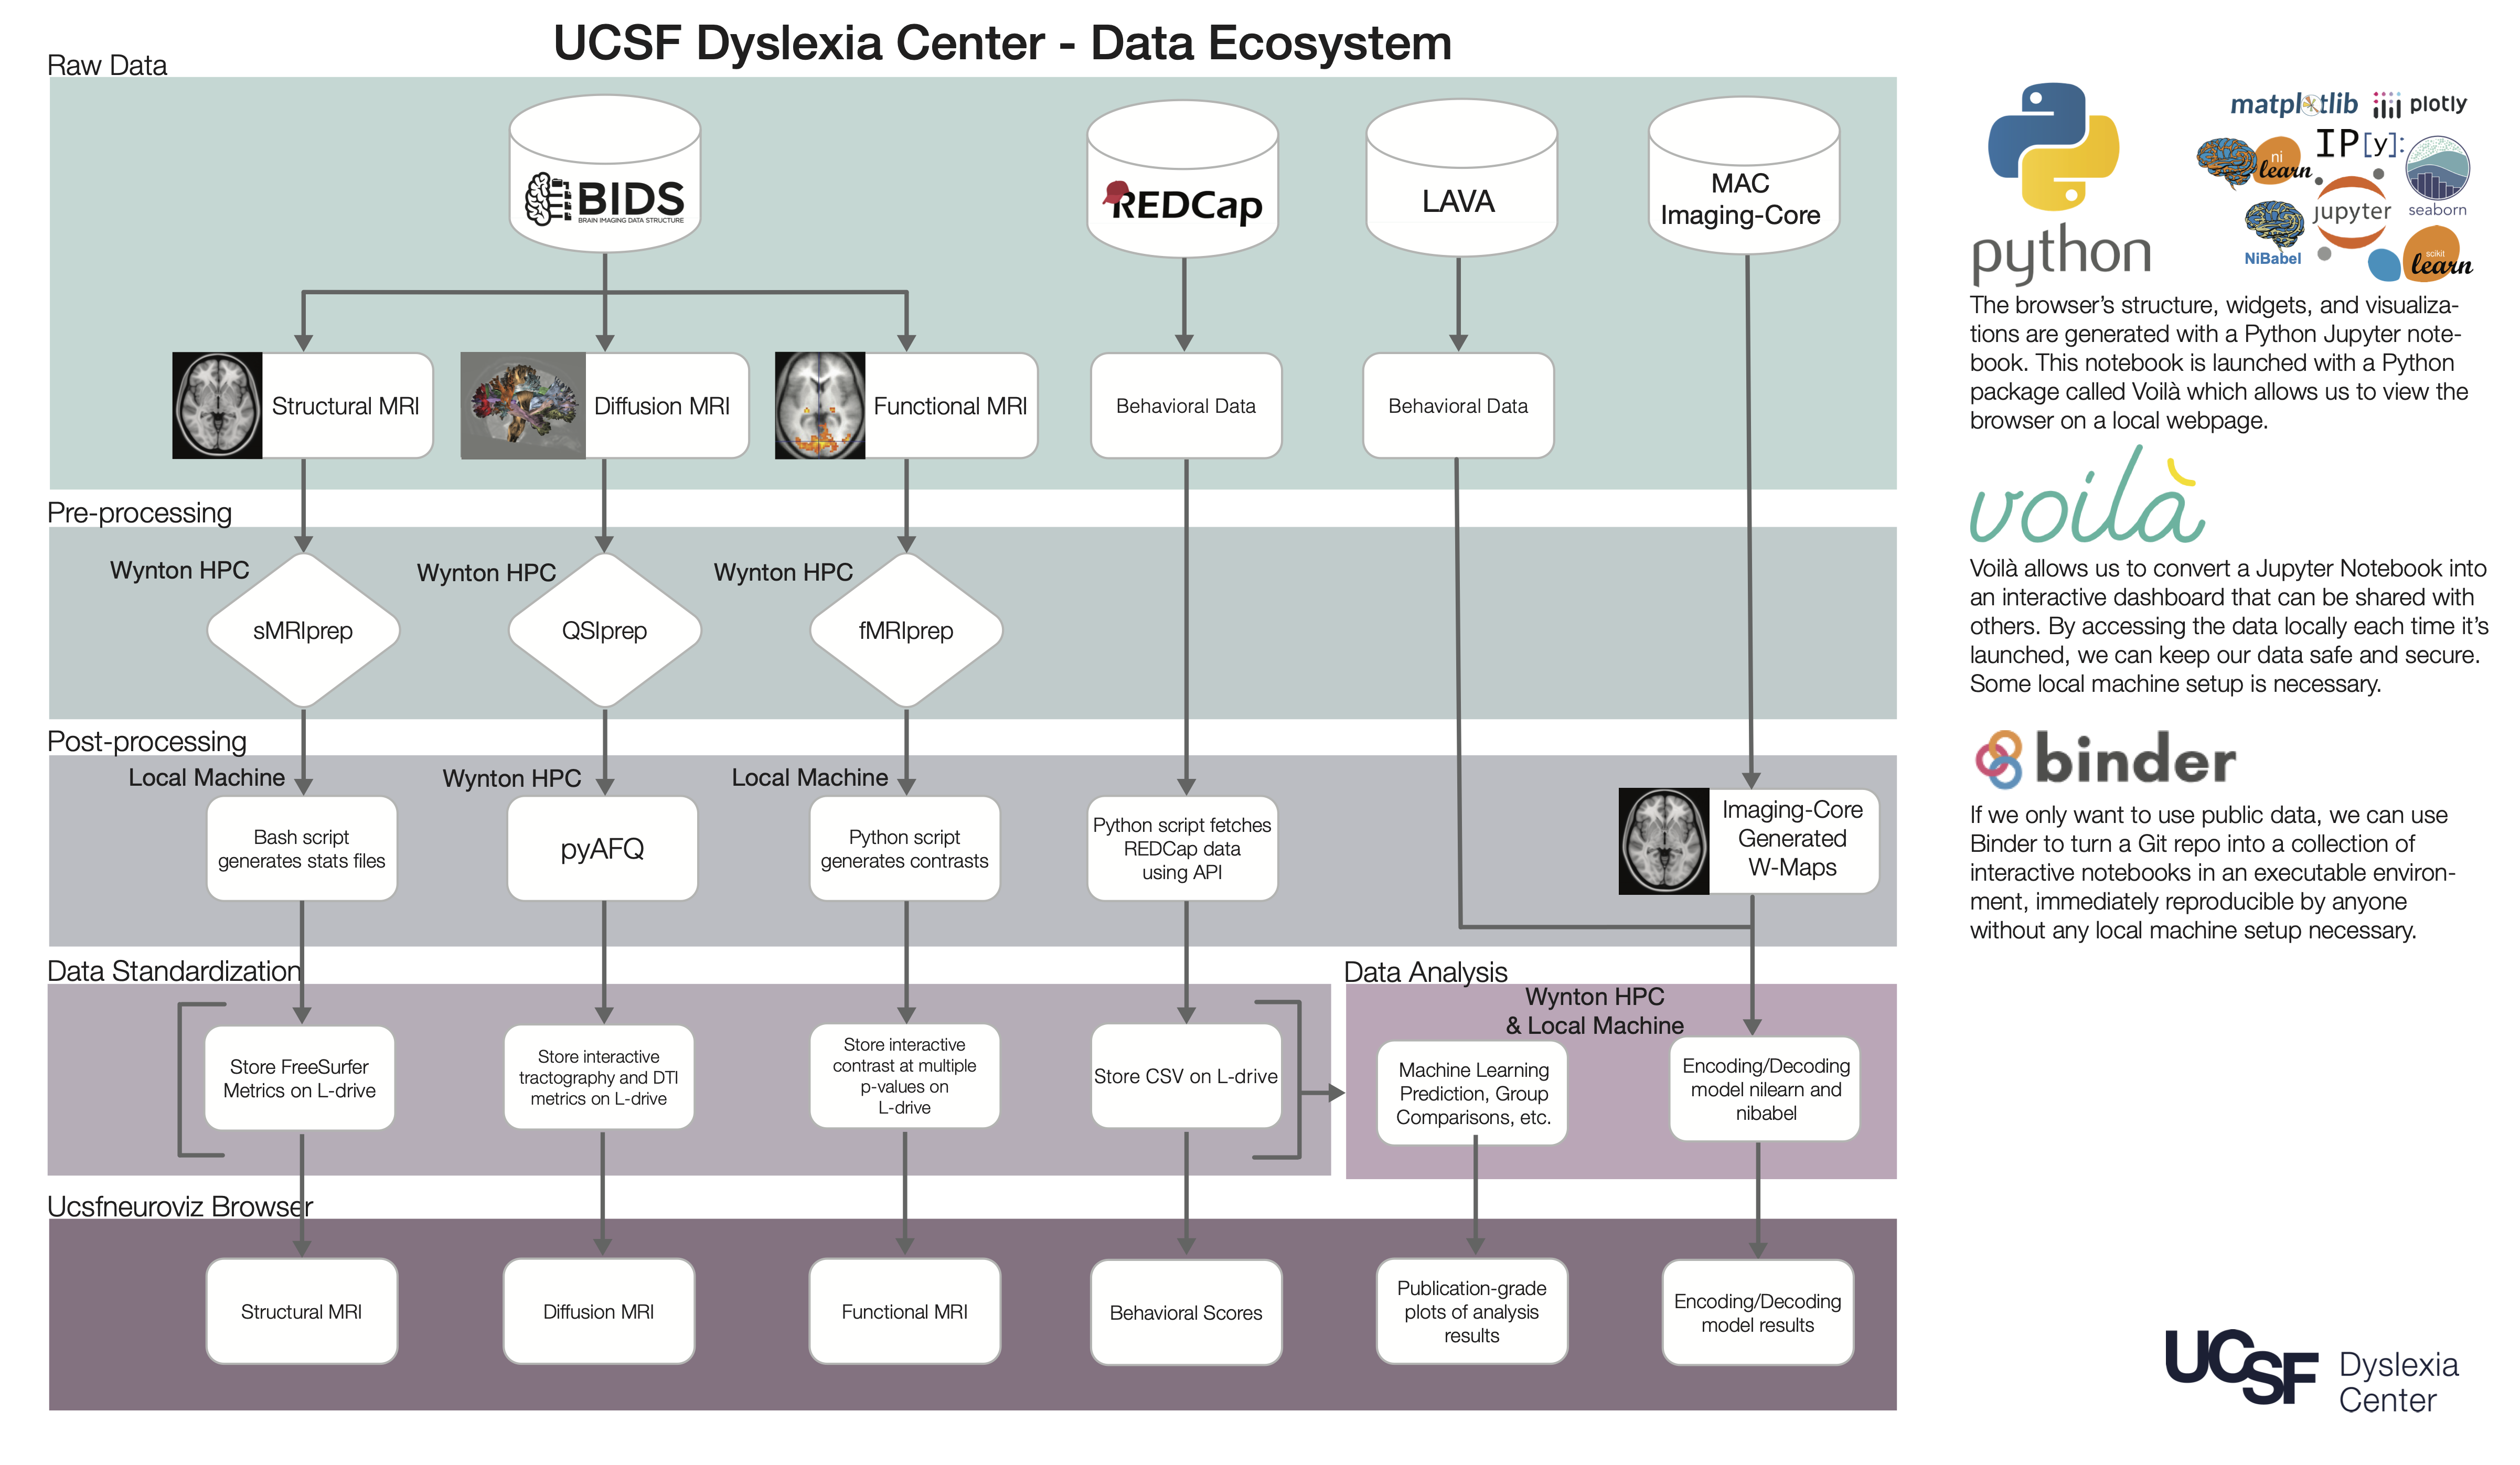 UCSF Dyslexia Center - Data Ecosystem
Raw Data
BIDS
BRAIN IMAGING DATA STRUCTURE
REDCap
LAVA
MAC
Imaging-Core
Structural MRI
Diffusion MRI
Functional MRI
Behavioral Data
Behavioral Data
Pre-processing
Wynton HPC
sMRIprep
Wynton HPC
QSIprep
Wynton HPC
fMRIprep
Post-processing
Local Machine
Bash script
generates stats files
Wynton HPC
pyAFQ
Local Machine
Python script
generates contrasts
Python script fetches
REDCap data
using API
Imaging-Core
Generated
W-Maps
Data Standardization
Store FreeSurfer
Metrics on L-drive
Store interactive
tractography and DTI
metrics on L-drive
Store interactive
contrast at multiple
p-values on
L-drive
Store CSV on L-drive
Data Analysis
Wynton HPC
& Local Machine
Machine Learning
Prediction, Group
Comparisons, etc.
Encoding/Decoding
model nilearn and
nibabel
Ucsfneuroviz Browser
Structural MRI
Diffusion MRI
Functional MRI
Behavioral Scores
Publication-grade
plots of analysis
results
Encoding/Decoding
model results
python
matplotlib
plotly
ni
learn
IP[y]:
seaborn
jupyter
NiBabel
scikit
learn
The browser's structure, widgets, and visualiza-
tions are generated with a Python Jupyter note-
book. This notebook is launched with a Python
package called Voilà which allows us to view the
browser on a local webpage.
voilà
Voilà allows us to convert a Jupyter Notebook into
an interactive dashboard that can be shared with
others. By accessing the data locally each time it's
launched, we can keep our data safe and secure.
Some local machine setup is necessary.
binder
If we only want to use public data, we can use
Binder to turn a Git repo into a collection of
interactive notebooks in an executable environ-
ment, immediately reproducible by anyone
without any local machine setup necessary.
UCSF
Dyslexia
Center